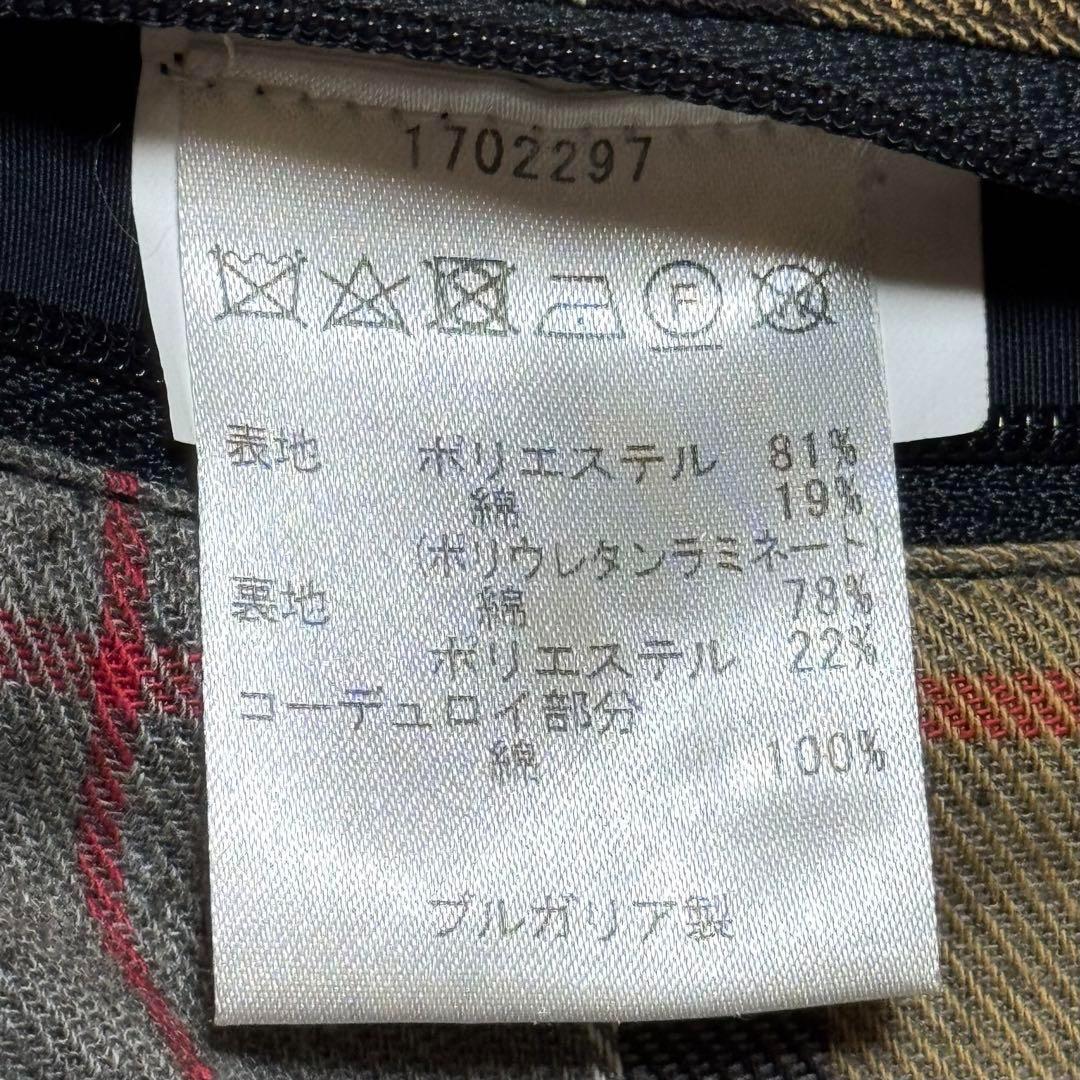 1702297
F
表地 ポリエステル 81%
綿 19%
(ポリウレタンラミネート
裏地 綿 78%
ポリエステル 22%
コーデュロイ部分
綿 100%
ブルガリア製